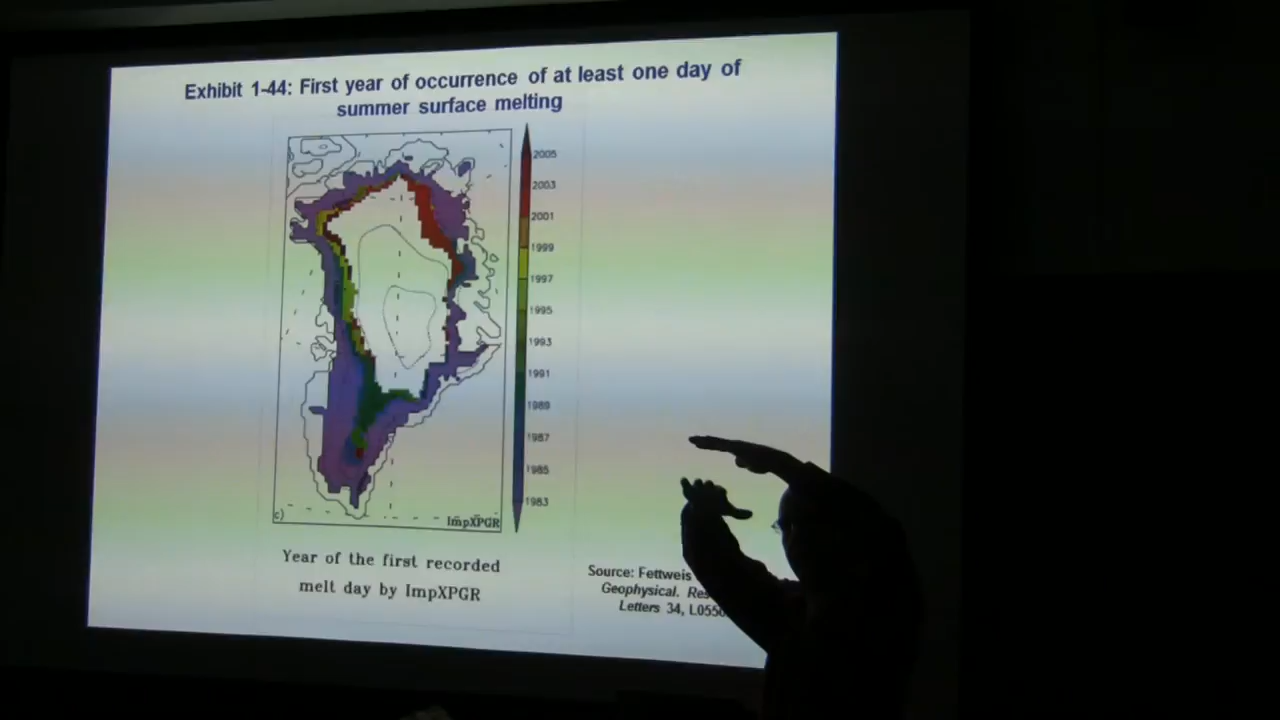 Exhibit 1-44: First year of occurrence of at least one day of
summer surface melting
2005
2003
2001
1999
1997
1995
1993
1991
1989
1987
1985
1983
c)
ImpXPGR
Year of the first recorded
melt day by ImpXPGR
Source: Fettweis
Geophysical. Res
Letters 34, L055